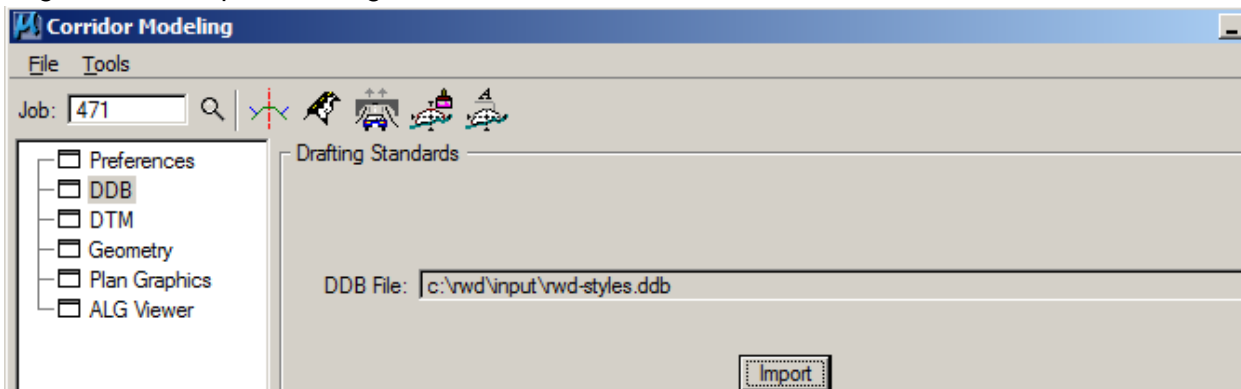 Corridor Modeling
File Tools
Job: 471
Preferences
DDB
DTM
Geometry
Plan Graphics
ALG Viewer
Drafting Standards
DDB File: c:\rwd\input\rwd-styles.ddb
Import